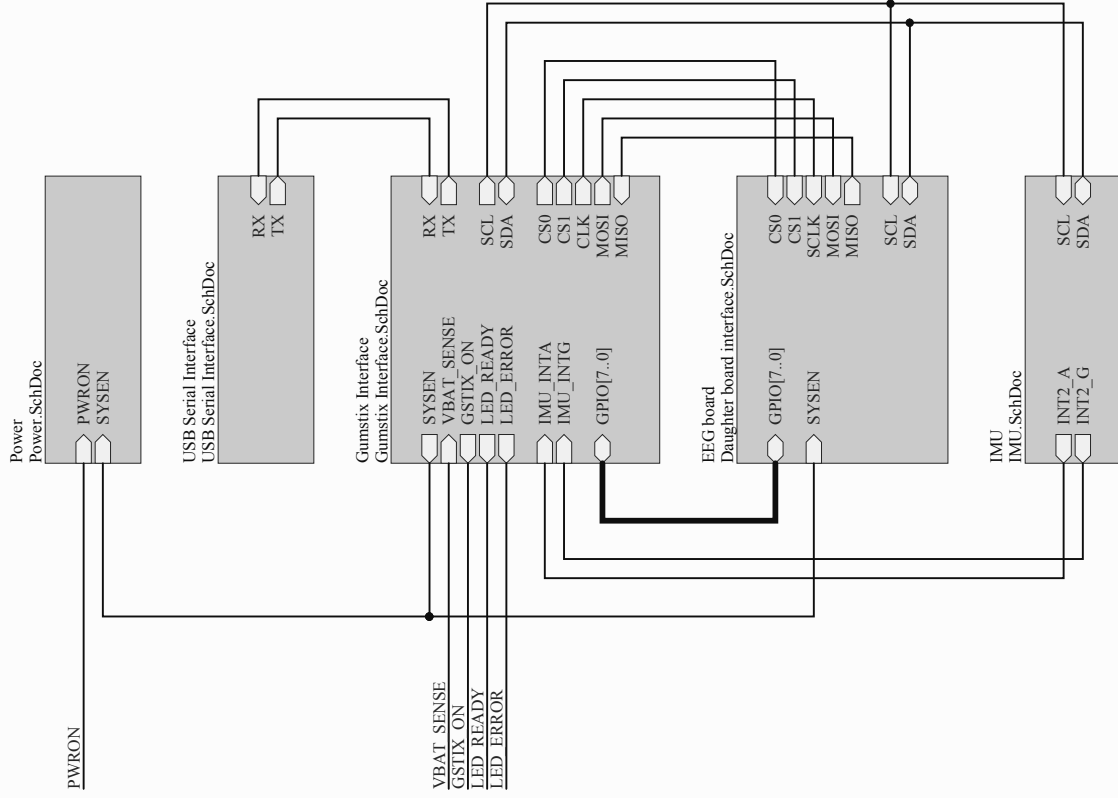 Power
Power.SchDoc
PWRON
SYSEN
PWRON
USB Serial Interface
USB Serial Interface.SchDoc
RX
TX
Gumstix Interface
Gumstix Interface.SchDoc
SYSEN
VBAT_SENSE
GSTIX_ON
LED_READY
LED_ERROR
IMU_INTA
IMU_INTG
GPIO[7..0]
RX
TX
SCL
SDA
CS0
CS1
CLK
MOSI
MISO
VBAT_SENSE
GSTIX_ON
LED_READY
LED_ERROR
EEG board
Daughter board interface.SchDoc
GPIO[7..0]
SYSEN
CS0
CS1
SCLK
MOSI
MISO
SCL
SDA
IMU
IMU.SchDoc
INT2_A
INT2_G
SCL
SDA